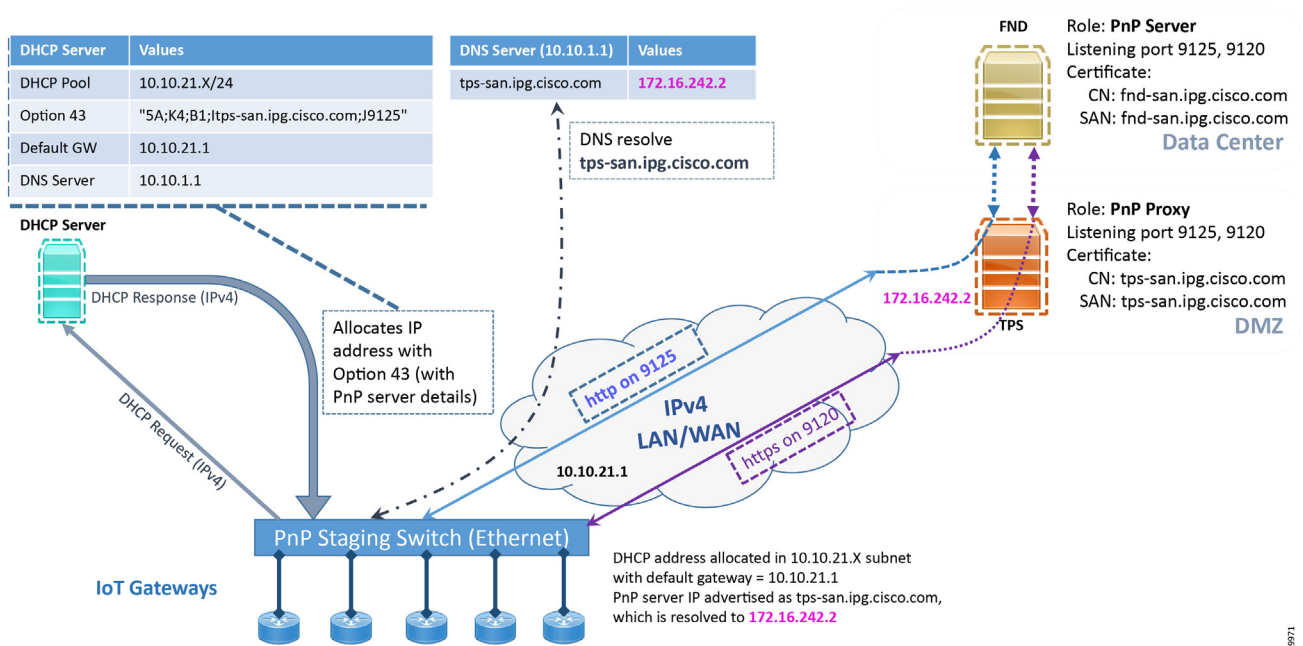 DHCP Server Values
DHCP Pool 10.10.21.X/24
Option 43 "5A;K4;B1;Itps-san.ipg.cisco.com;J9125"
Default GW 10.10.21.1
DNS Server 10.10.1.1
DNS Server (10.10.1.1) Values
tps-san.ipg.cisco.com 172.16.242.2
DNS resolve
tps-san.ipg.cisco.com
FND
Role: PnP Server
Listening port 9125, 9120
Certificate:
CN: fnd-san.ipg.cisco.com
SAN: fnd-san.ipg.cisco.com
Data Center
Role: PnP Proxy
Listening port 9125, 9120
Certificate:
CN: tps-san.ipg.cisco.com
SAN: tps-san.ipg.cisco.com
DMZ
172.16.242.2
TPS
DHCP Server
DHCP Response (IPv4)
DHCP Request (IPv4)
Allocates IP
address with
Option 43 (with
PnP server details)
http on 9125
IPv4
LAN/WAN
https on 9120
10.10.21.1
PnP Staging Switch (Ethernet)
IoT Gateways
DHCP address allocated in 10.10.21.X subnet
with default gateway = 10.10.21.1
PnP server IP advertised as tps-san.ipg.cisco.com,
which is resolved to 172.16.242.2
9971